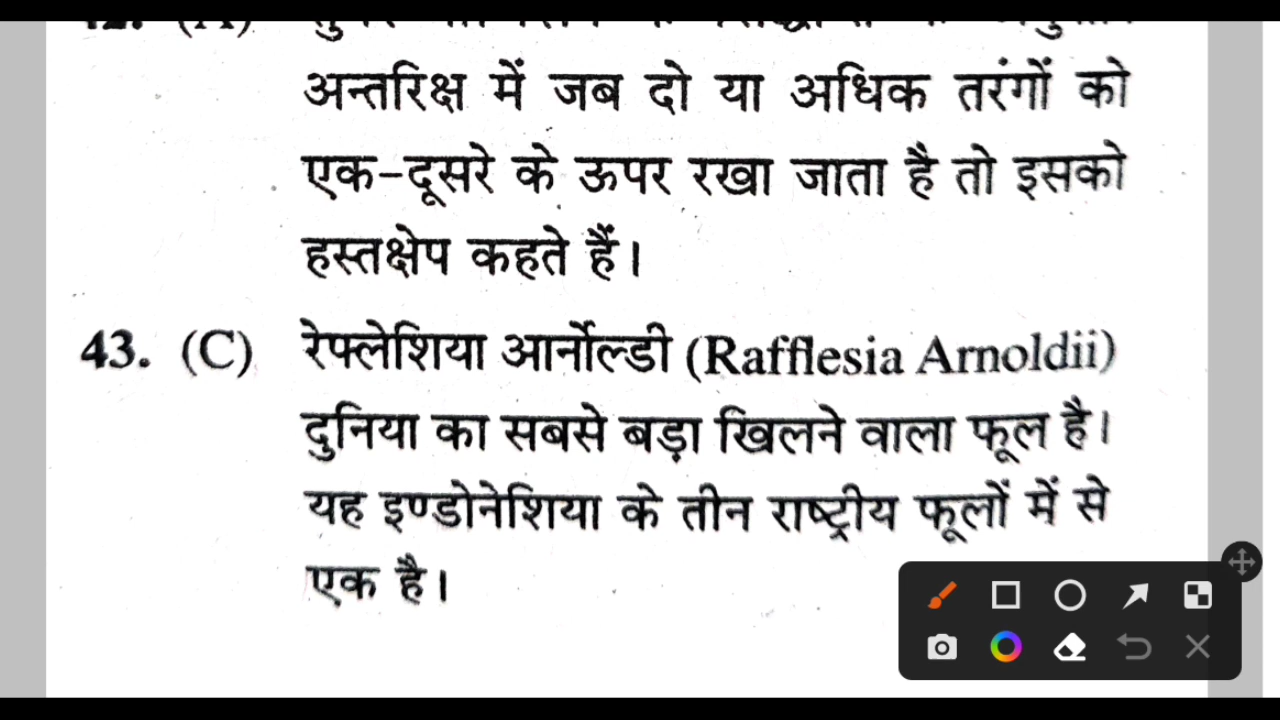 अन्तरिक्ष में जब दो या अधिक तरंगों को
एक-दूसरे के ऊपर रखा जाता है तो इसको
हस्तक्षेप कहते हैं।
43. (C) रेफ्लेशिया आर्नोल्डी (Rafflesia Arnoldii)
दुनिया का सबसे बड़ा खिलने वाला फूल है।
यह इण्डोनेशिया के तीन राष्ट्रीय फूलों में से
एक है।